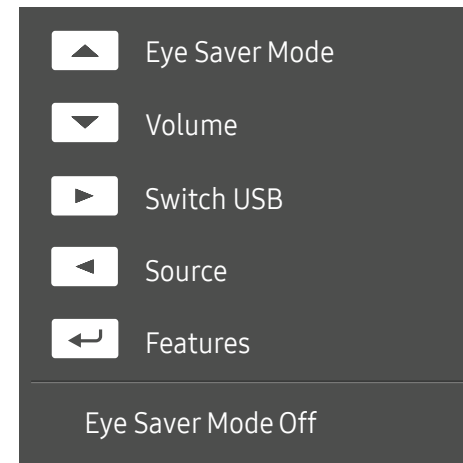 Eye Saver Mode
Volume
Switch USB
Source
Features
Eye Saver Mode Off